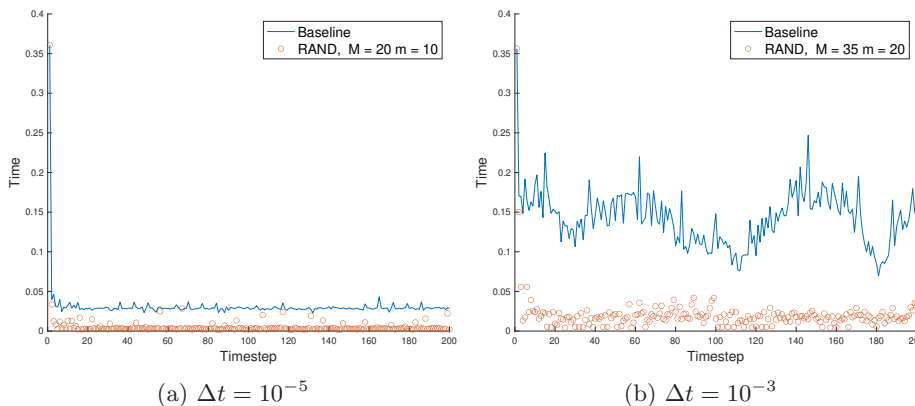 0.4
0.35
0.3
0.25
0.2
0.15
0.1
0.05
0
Time
Baseline
RAND, M = 20 m = 10
0 20 40 60 80 100 120 140 160 180 200
Timestep
(a) Δt = 10⁻⁵
0.4
0.35
0.3
0.25
0.2
0.15
0.1
0.05
0
Time
Baseline
RAND, M = 35 m = 20
0 20 40 60 80 100 120 140 160 180
Timestep
(b) Δt = 10⁻³